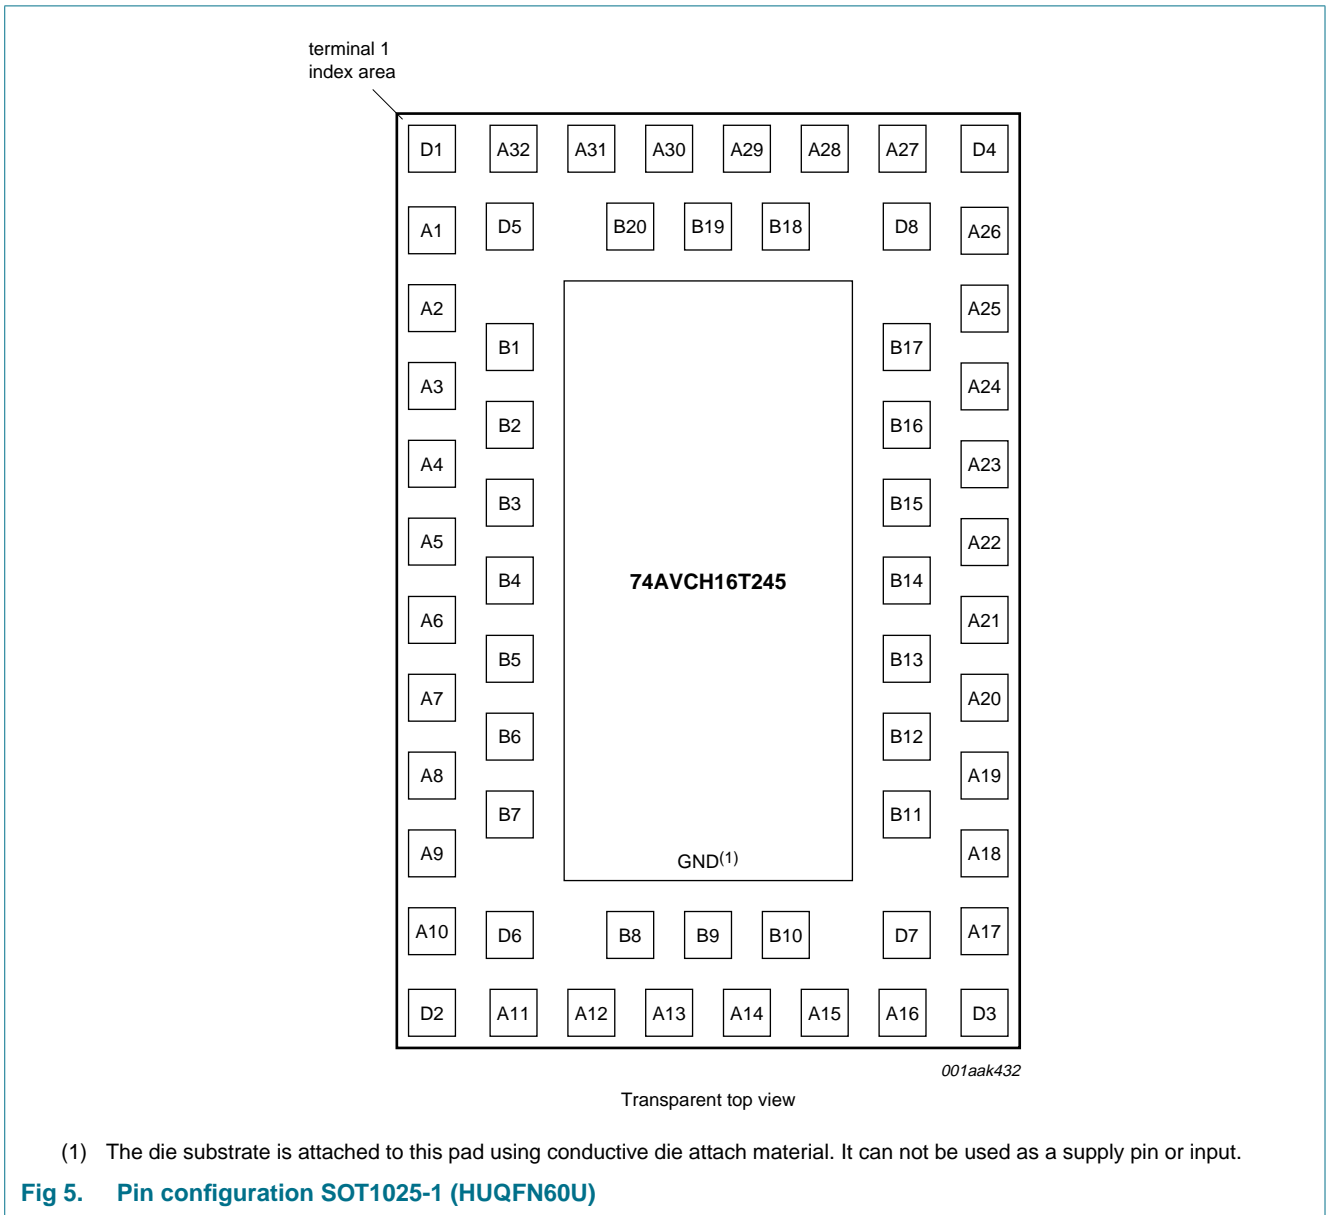 terminal 1
index area
D1 A32 A31 A30 A29 A28 A27 D4
A1 D5 B20 B19 B18 D8 A26
A2 A25
B1 B17
A3 A24
B2 B16
A4 A23
B3 B15
A5 A22
B4 74AVCH16T245 B14
A6 A21
B5 B13
A7 A20
B6 B12
A8 A19
B7 B11
A9 GND(1) A18
A10 D6 B8 B9 B10 D7 A17
D2 A11 A12 A13 A14 A15 A16 D3
001aak432
Transparent top view
(1) The die substrate is attached to this pad using conductive die attach material. It can not be used as a supply pin or input.
Fig 5. Pin configuration SOT1025-1 (HUQFN60U)